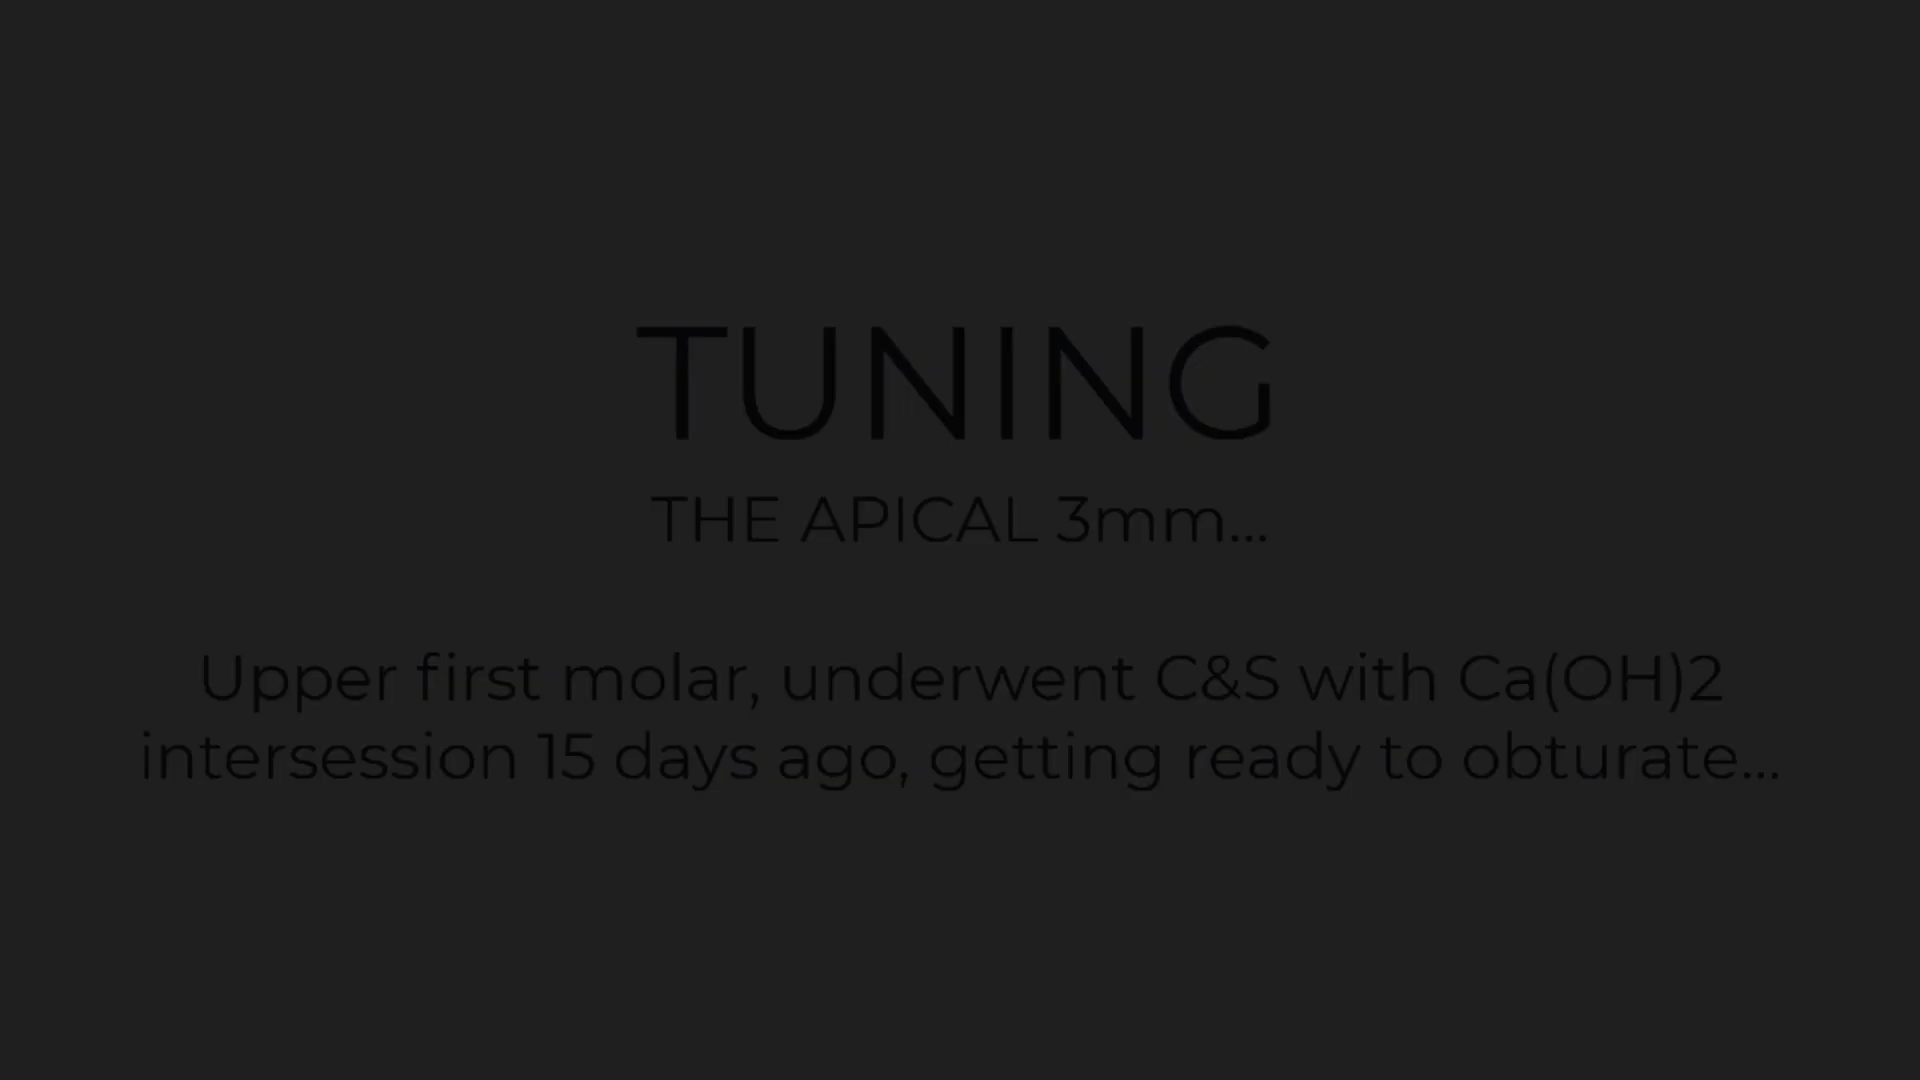 TUNING
THE APICAL 3mm...
Upper first molar, underwent C&S with Ca(OH)2
intersession 15 days ago, getting ready to obturate...